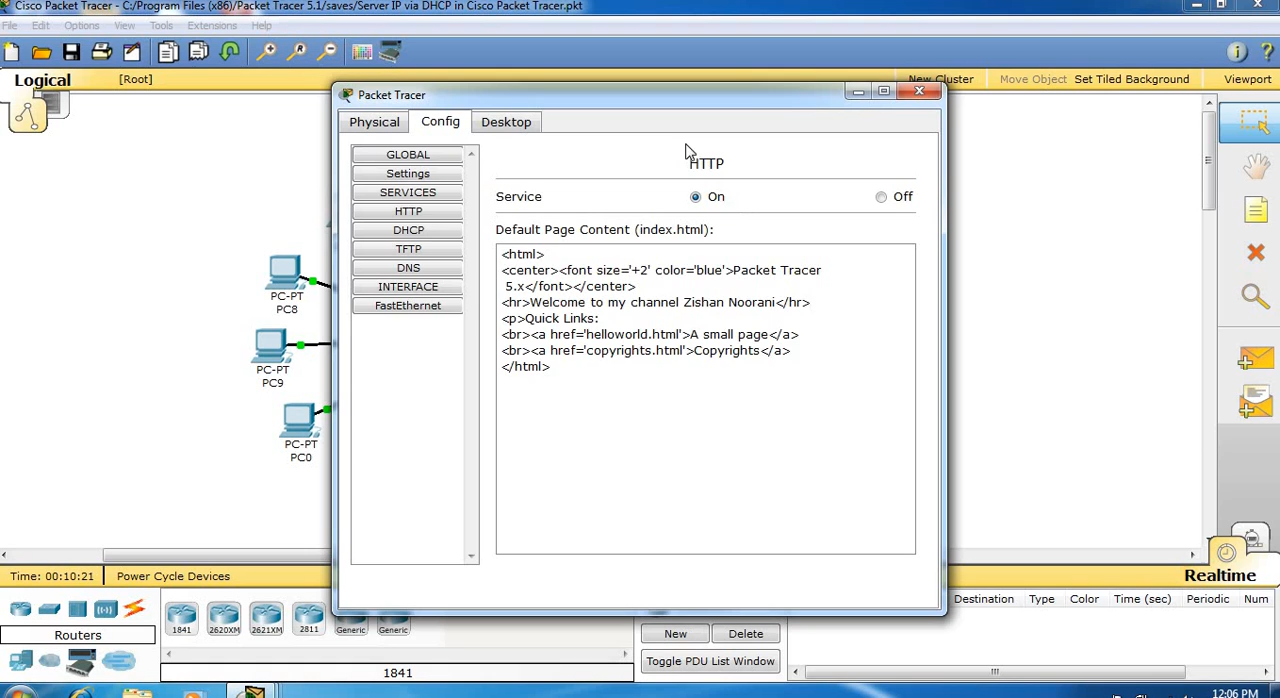 Cisco Packet Tracer - C:/Program Files (x86)/Packet Tracer 5.1/saves/Server IP via DHCP in Cisco Packet Tracer.pkt
File Edit Options View Tools Extensions Help
Logical [Root] New Cluster Move Object Set Tiled Background Viewport
Packet Tracer
Physical Config Desktop
GLOBAL
Settings
SERVICES
HTTP
DHCP
TFTP
DNS
INTERFACE
FastEthernet
HTTP
Service On Off
Default Page Content (index.html):
<html>
<center><font size='+2' color='blue'>Packet Tracer
5.x</font></center>
<hr>Welcome to my channel Zishan Noorani</hr>
<p>Quick Links:
<br><a href='helloworld.html'>A small page</a>
<br><a href='copyrights.html'>Copyrights</a>
</html>
PC-PT
PC8
PC-PT
PC9
PC-PT
PC0
Time: 00:10:21 Power Cycle Devices Realtime
Routers
1841 2620XM 2621XM 2811 Generic Generic
1841
New Delete
Toggle PDU List Window
Destination Type Color Time (sec) Periodic Num
12:06 PM